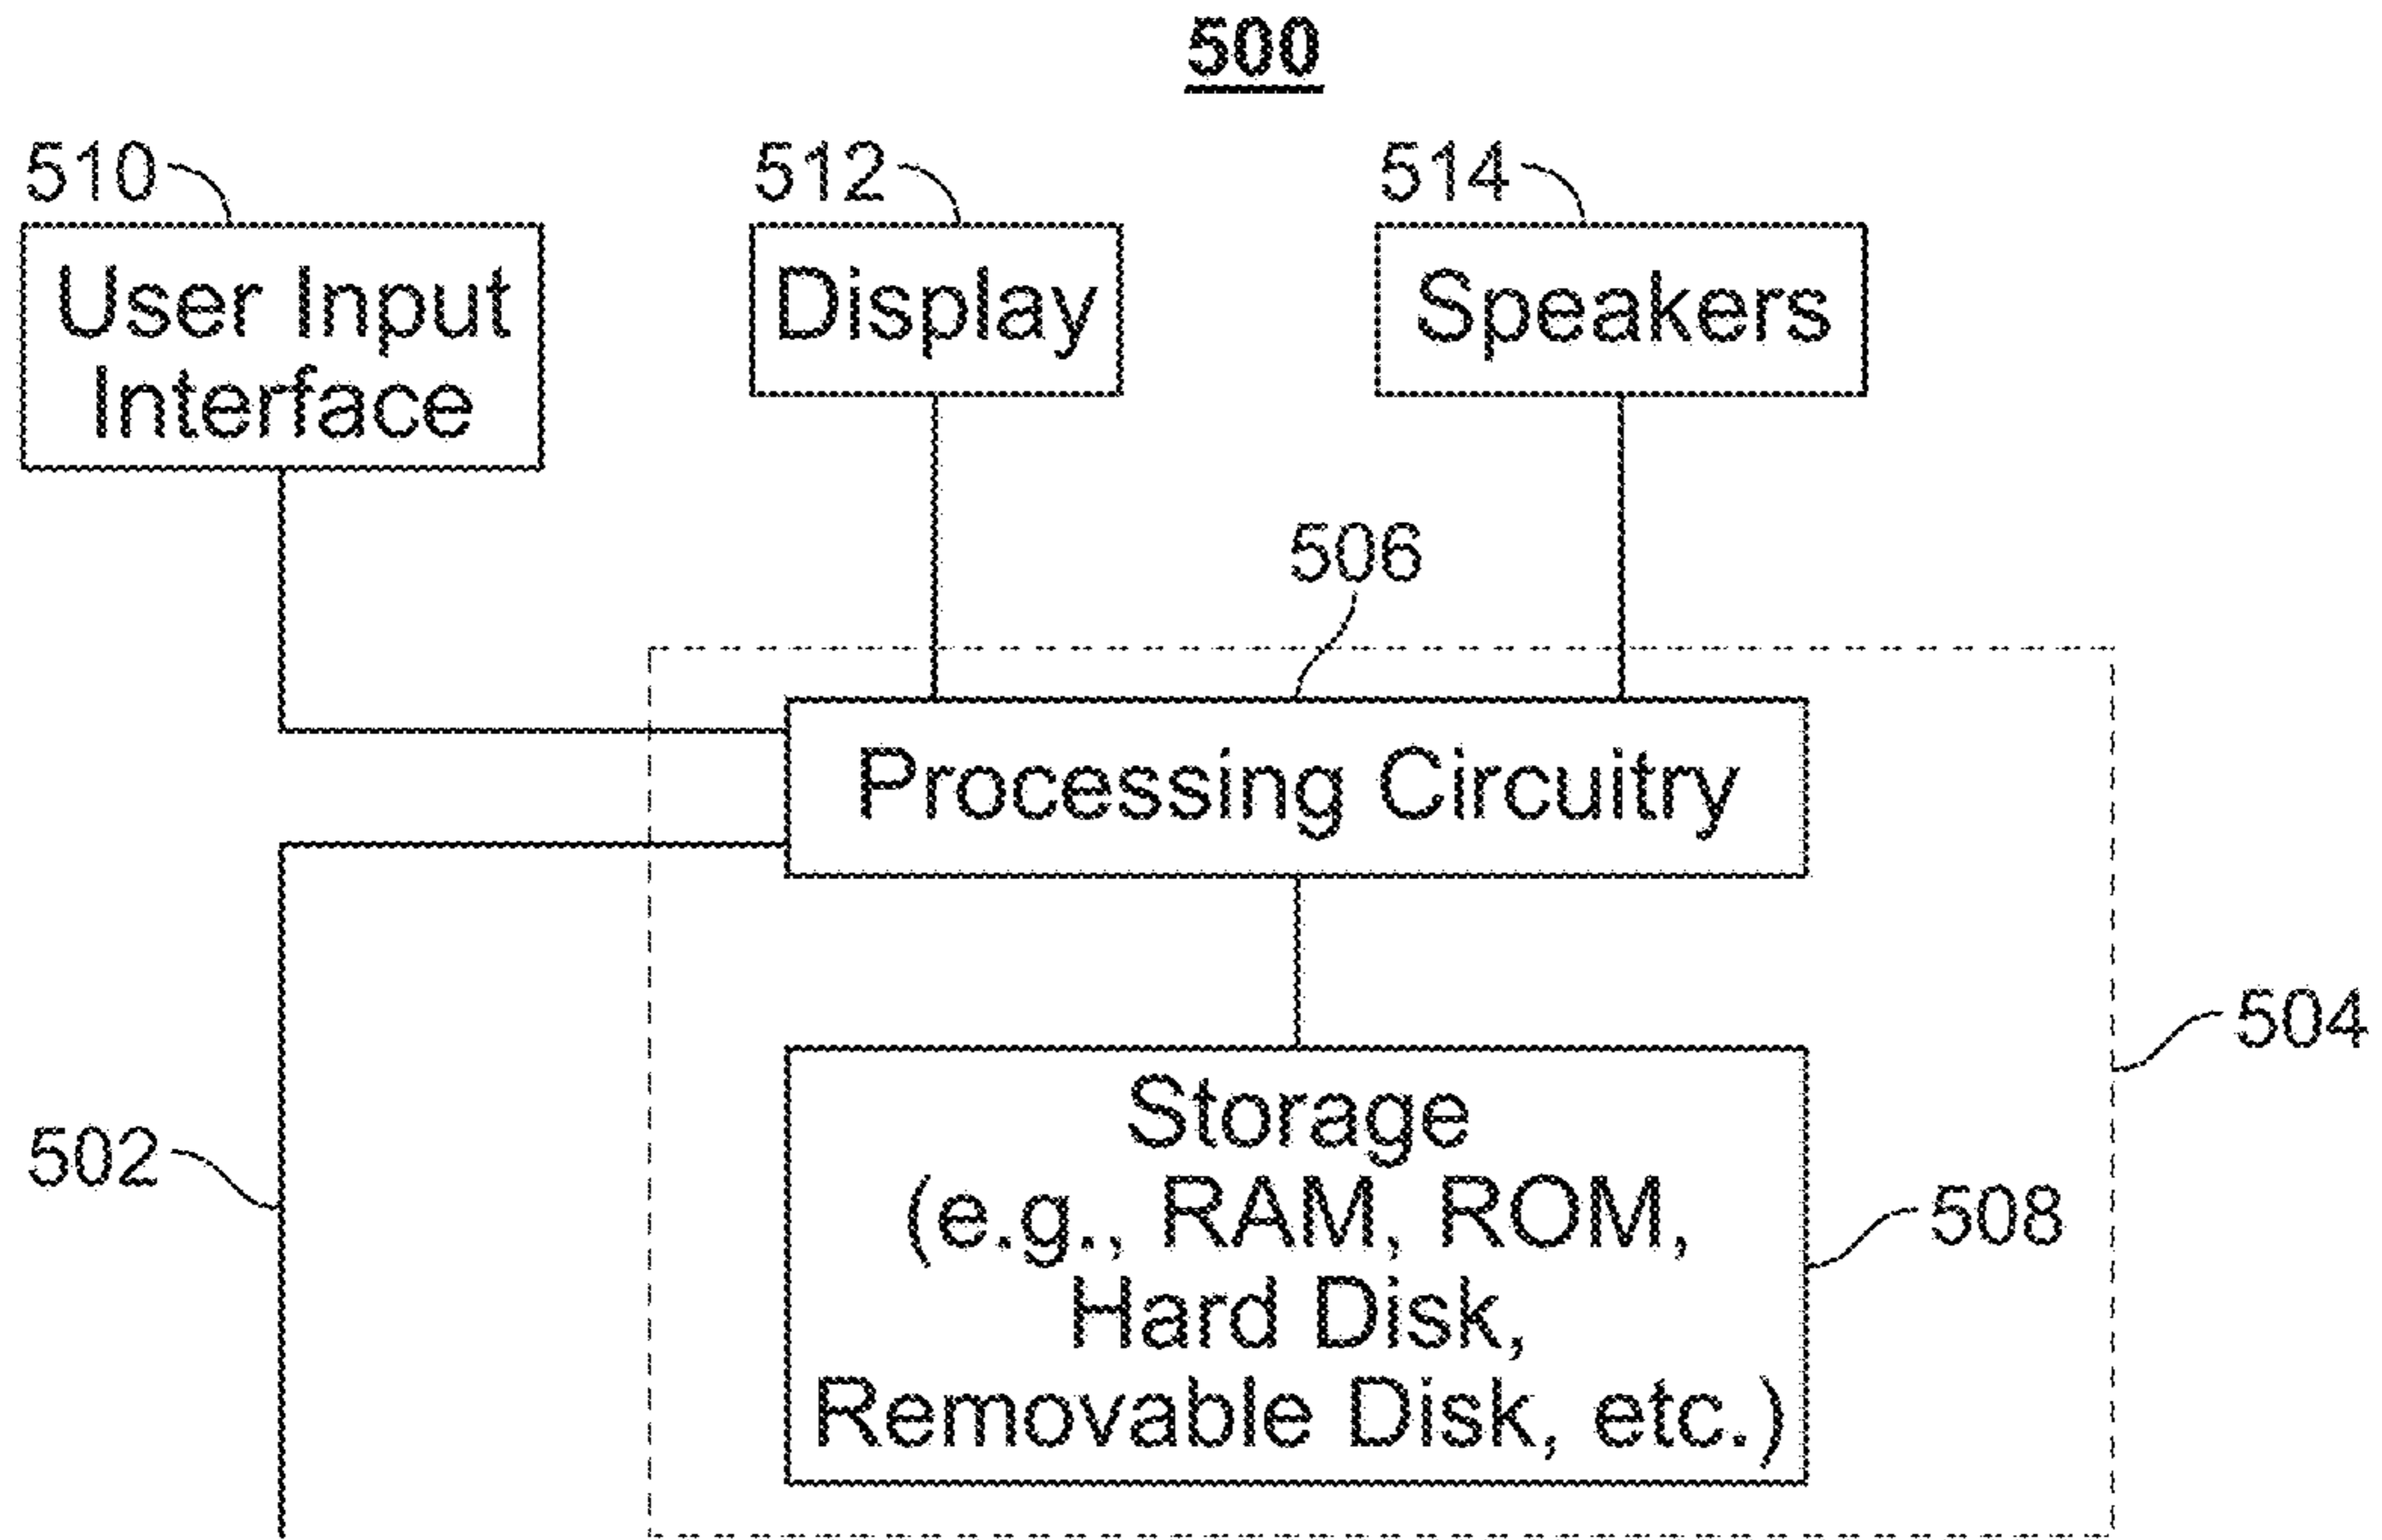 500
510
512
514
User Input
Interface
Display
Speakers
506
Processing Circuitry
504
502
Storage
(e.g., RAM, ROM,
Hard Disk,
Removable Disk, etc.)
508